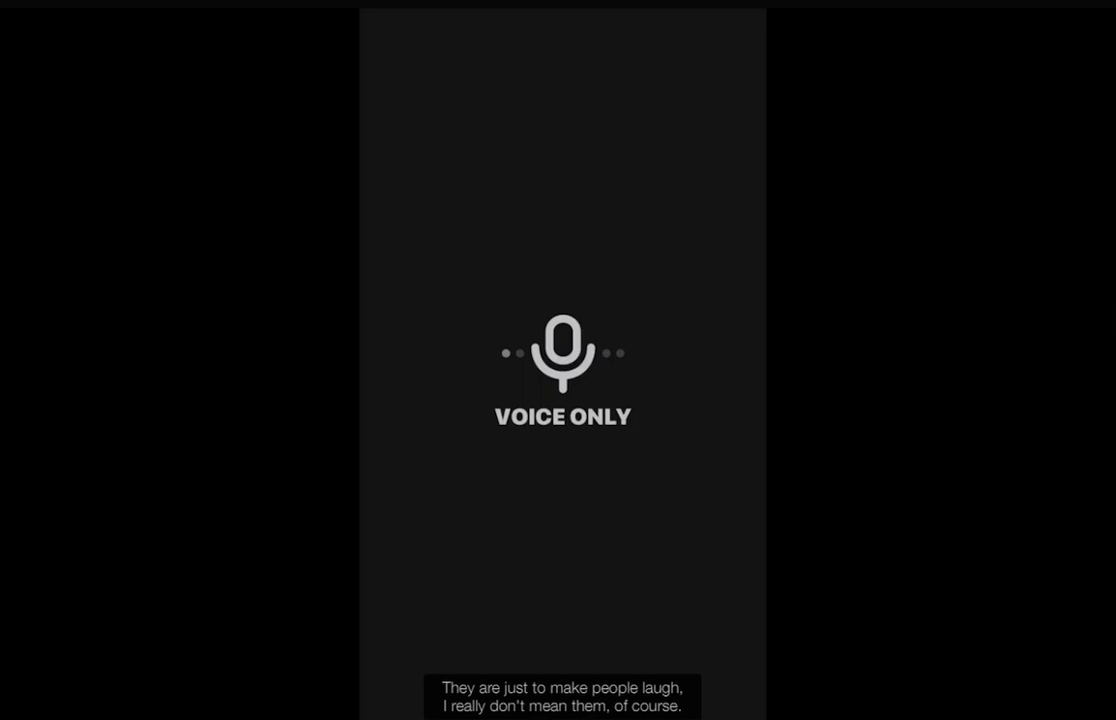 VOICE ONLY
They are just to make people laugh,
I really don't mean them, of course.